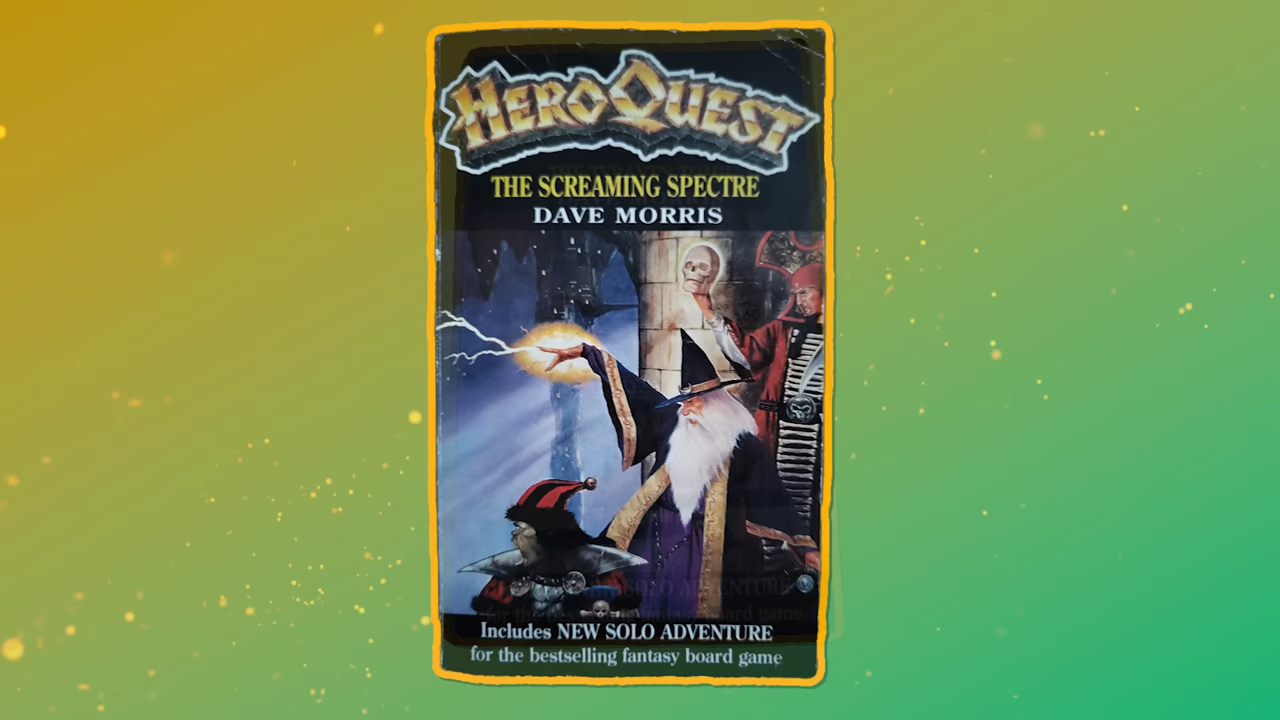 HEROQUEST
THE SCREAMING SPECTRE
DAVE MORRIS
Includes NEW SOLO ADVENTURE
for the bestselling fantasy board game